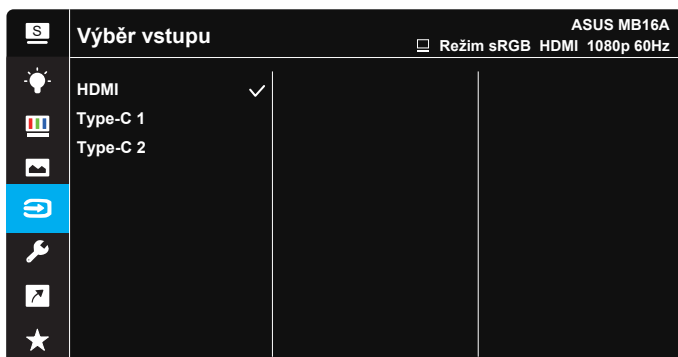 S
Výběr vstupu
ASUS MB16A
Režim sRGB HDMI 1080p 60Hz
HDMI
Type-C 1
Type-C 2